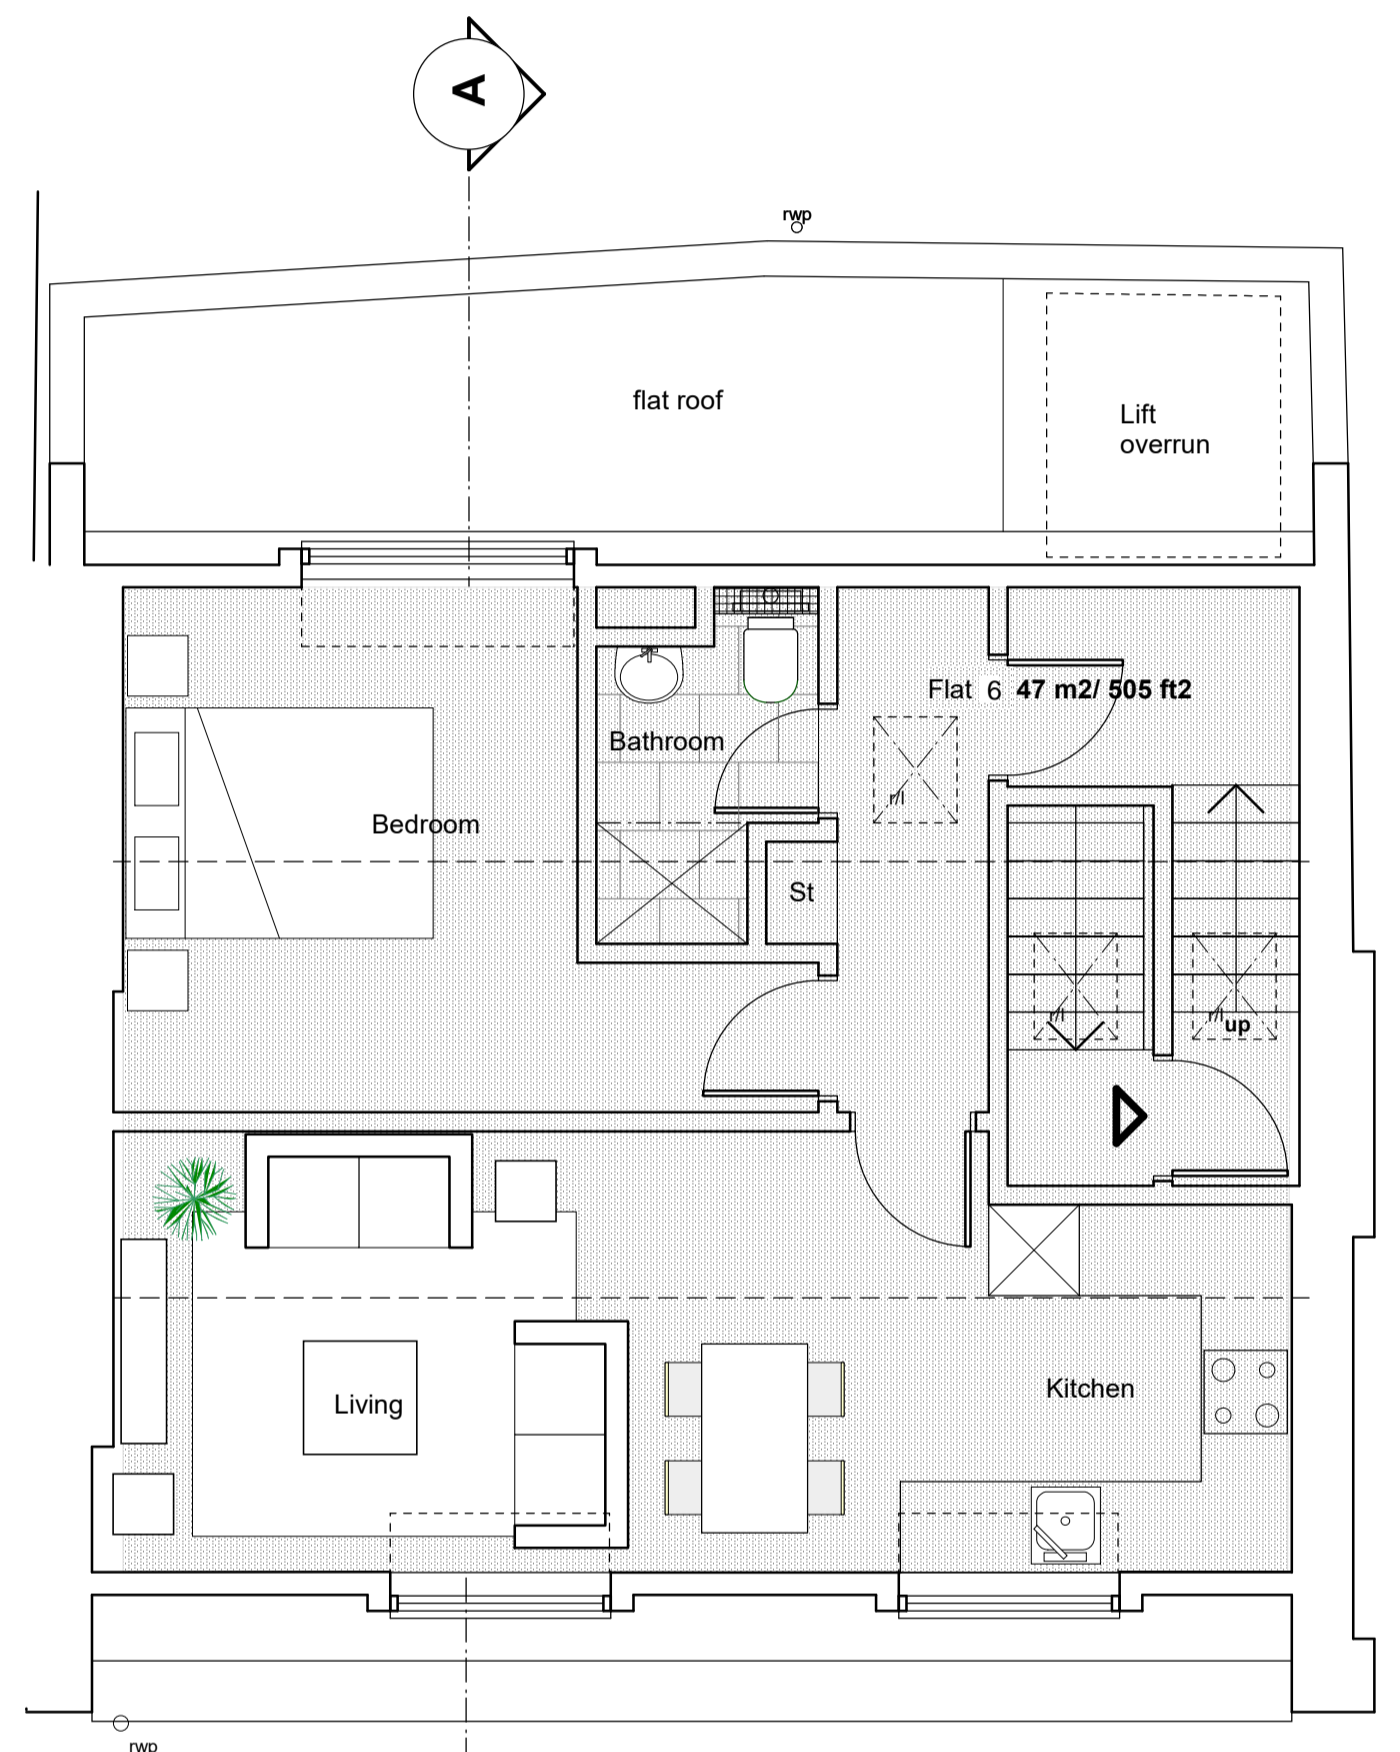 A
rwp
flat roof
Lift
overrun
Flat 6 47 m2/ 505 ft2
Bathroom
r/l
Bedroom
St
r/l
r/l
up
Kitchen
Living
rwp